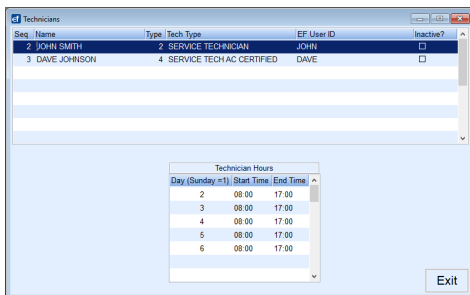 ef Technicians
Seq Name Type Tech Type EF User ID Inactive?
2 JOHN SMITH 2 SERVICE TECHNICIAN JOHN
3 DAVE JOHNSON 4 SERVICE TECH AC CERTIFIED DAVE
Technician Hours
Day (Sunday =1) Start Time End Time
2 08:00 17:00
3 08:00 17:00
4 08:00 17:00
5 08:00 17:00
6 08:00 17:00
Exit